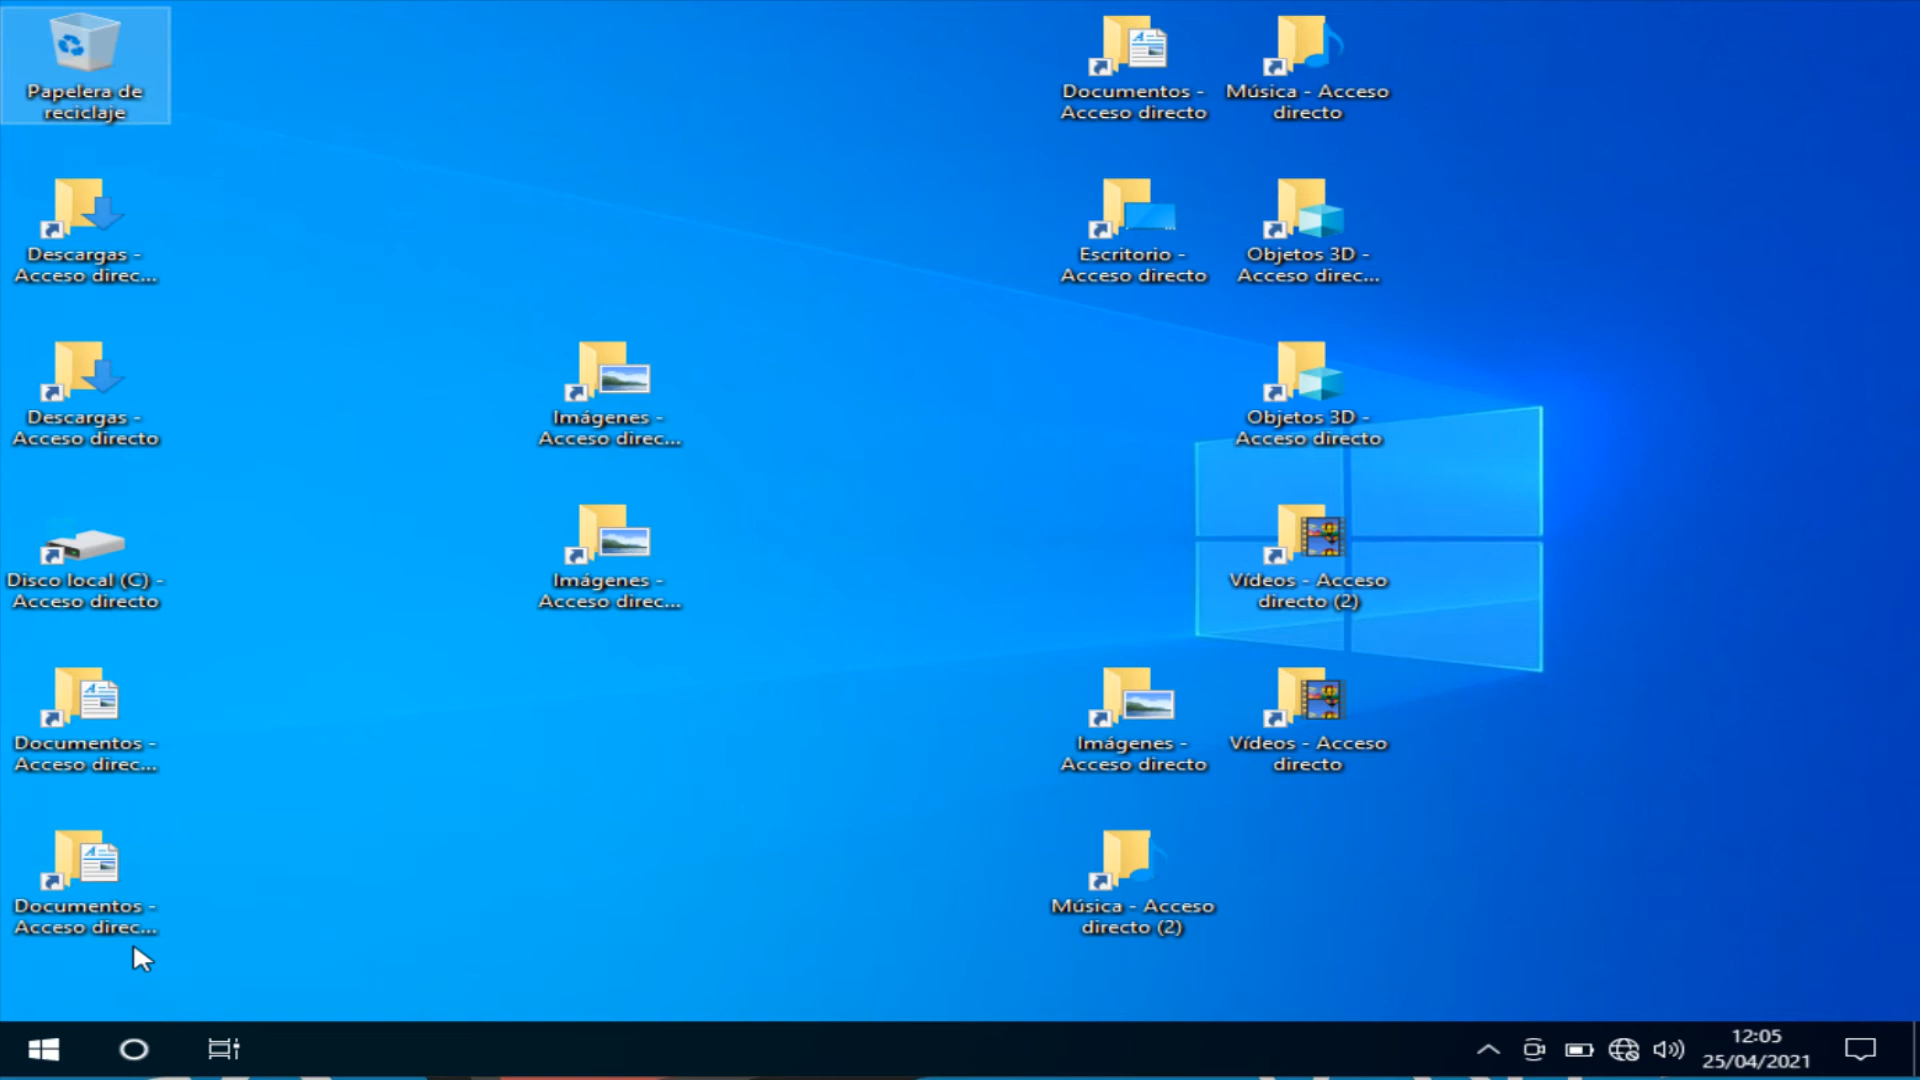 Papelera de
reciclaje
Descargas -
Acceso direc...
Descargas -
Acceso directo
Disco local (C) -
Acceso directo
Documentos -
Acceso direc...
Documentos -
Acceso direc...
Imágenes -
Acceso direc...
Imágenes -
Acceso direc...
Documentos -
Acceso directo
Escritorio -
Acceso directo
Imágenes -
Acceso directo
Música - Acceso
directo (2)
Música - Acceso
directo
Objetos 3D -
Acceso direc...
Objetos 3D -
Acceso directo
Vídeos - Acceso
directo (2)
Vídeos - Acceso
directo
12:05
25/04/2021